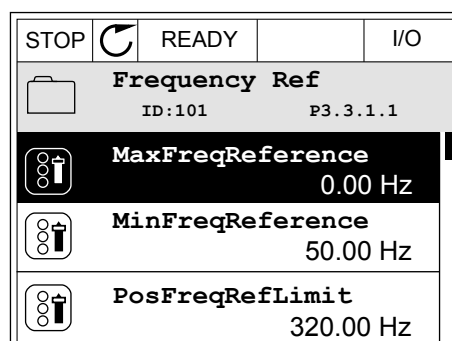 STOP READY I/O
Frequency Ref
ID:101 P3.3.1.1
MaxFreqReference
0.00 Hz
MinFreqReference
50.00 Hz
PosFreqRefLimit
320.00 Hz